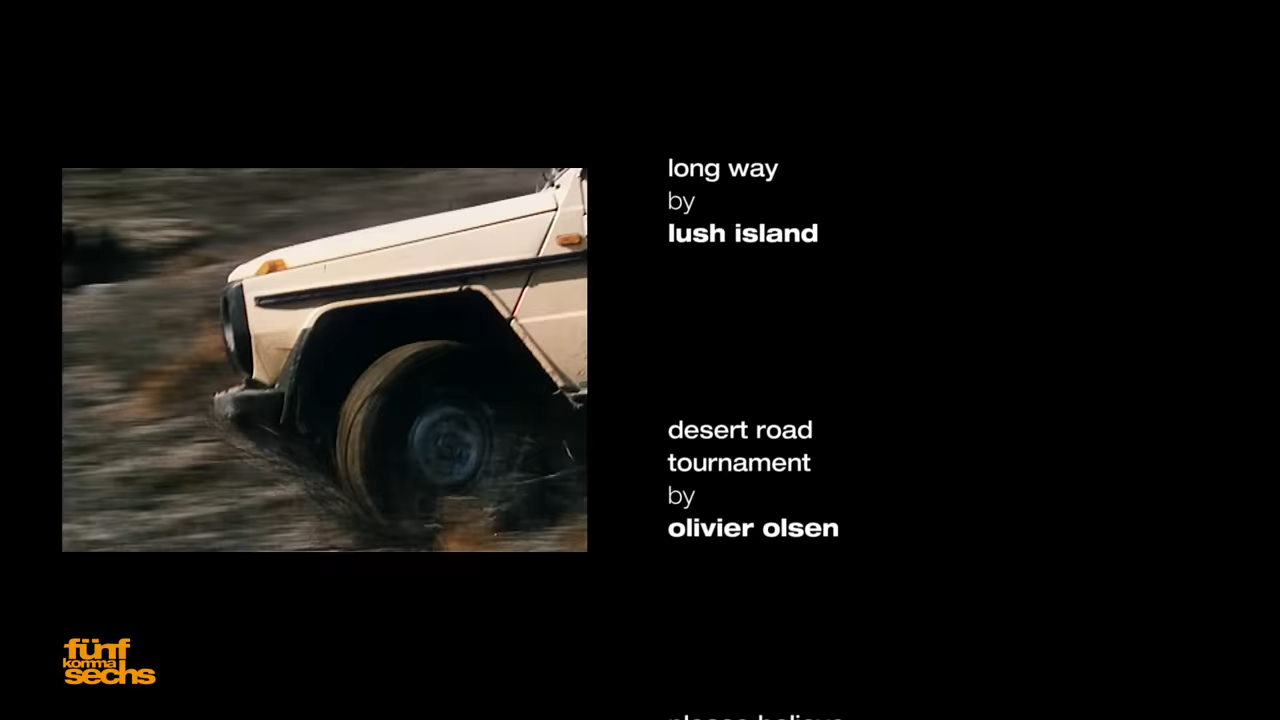 long way
by
lush island
desert road
tournament
by
olivier olsen
fünf
komma
sechs